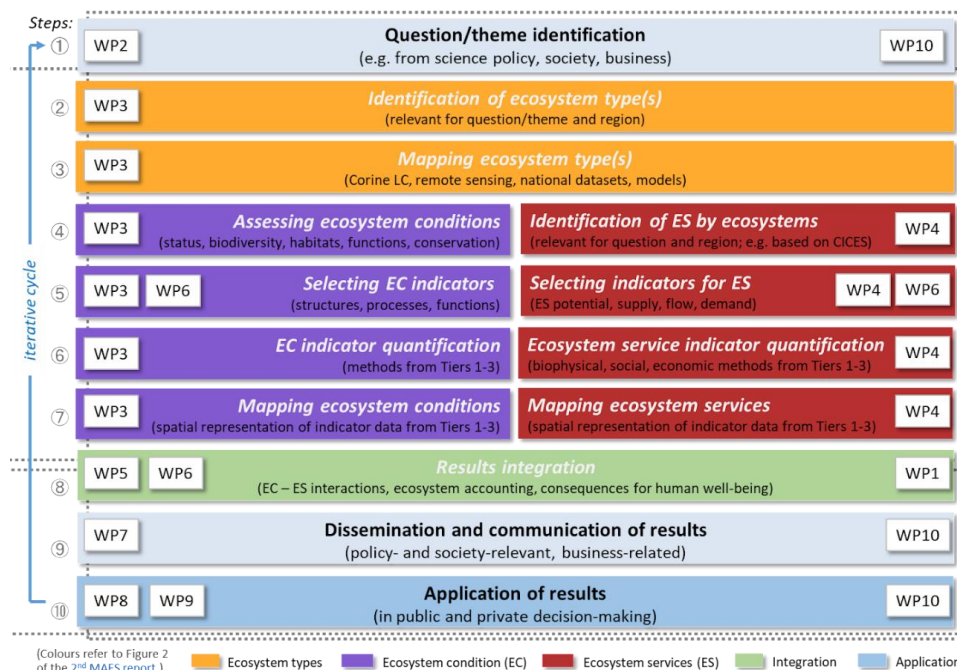 Steps:
① WP2 Question/theme identification WP10
(e.g. from science policy, society, business)
② WP3 Identification of ecosystem type(s)
(relevant for question/theme and region)
③ WP3 Mapping ecosystem type(s)
(Corine LC, remote sensing, national datasets, models)
④ WP3 Assessing ecosystem conditions
(status, biodiversity, habitats, functions, conservation)
Identification of ES by ecosystems WP4
(relevant for question and region; e.g. based on CICES)
⑤ WP3 WP6 Selecting EC indicators
(structures, processes, functions)
Selecting indicators for ES WP4 WP6
(ES potential, supply, flow, demand)
⑥ WP3 EC indicator quantification
(methods from Tiers 1-3)
Ecosystem service indicator quantification WP4
(biophysical, social, economic methods from Tiers 1-3)
⑦ WP3 Mapping ecosystem conditions
(spatial representation of indicator data from Tiers 1-3)
Mapping ecosystem services WP4
(spatial representation of indicator data from Tiers 1-3)
⑧ WP5 WP6 Results integration WP1
(EC – ES interactions, ecosystem accounting, consequences for human well-being)
⑨ WP7 Dissemination and communication of results WP10
(policy- and society-relevant, business-related)
⑩ WP8 WP9 Application of results WP10
(in public and private decision-making)
iterative cycle
(Colours refer to Figure 2
of the 2nd MAES report.)
Ecosystem types
Ecosystem condition (EC)
Ecosystem services (ES)
Integration
Application